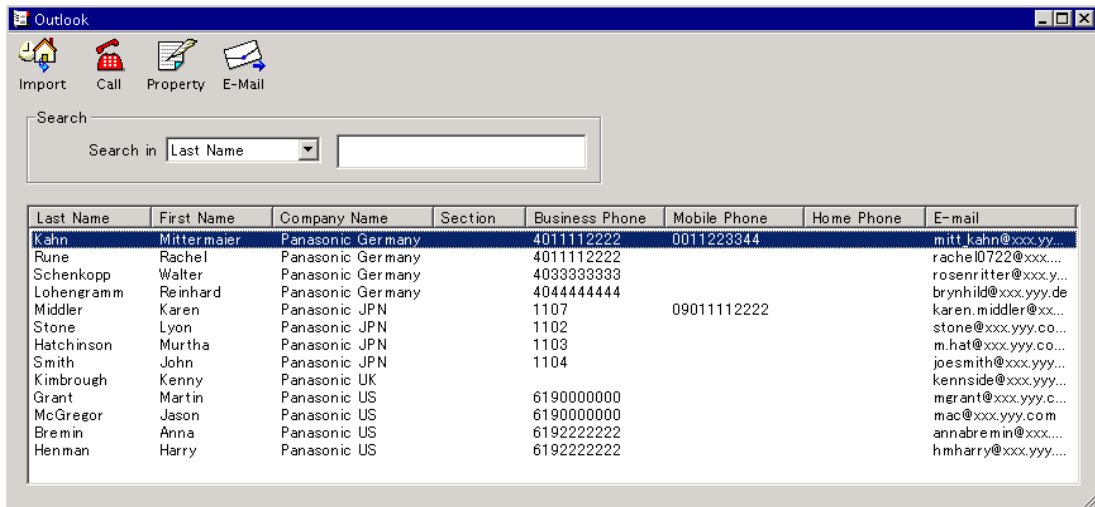 Outlook
Import Call Property E-Mail
Search
Search in Last Name
Last Name First Name Company Name Section Business Phone Mobile Phone Home Phone E-mail
Kahn Mittermaier Panasonic Germany 4011112222 0011223344 mitt_kahn@xxx.yy...
Rune Rachel Panasonic Germany 4011112222 rachel0722@xxx....
Schenkopp Walter Panasonic Germany 4033333333 rosenritter@xxx.y...
Lohengramm Reinhard Panasonic Germany 4044444444 brynhild@xxx.yyy.de
Middler Karen Panasonic JPN 1107 09011112222 karen.middler@xx...
Stone Lyon Panasonic JPN 1102 stone@xxx.yyy.co...
Hatchinson Murtha Panasonic JPN 1103 m.hat@xxx.yyy.co...
Smith John Panasonic JPN 1104 joesmith@xxx.yyy...
Kimbrough Kenny Panasonic UK kennside@xxx.yyy...
Grant Martin Panasonic US 6190000000 mgrant@xxx.yyy.c...
McGregor Jason Panasonic US 6190000000 mac@xxx.yyy.com
Bremin Anna Panasonic US 6192222222 annabremin@xxx....
Henman Harry Panasonic US 6192222222 hmharry@xxx.yyy....